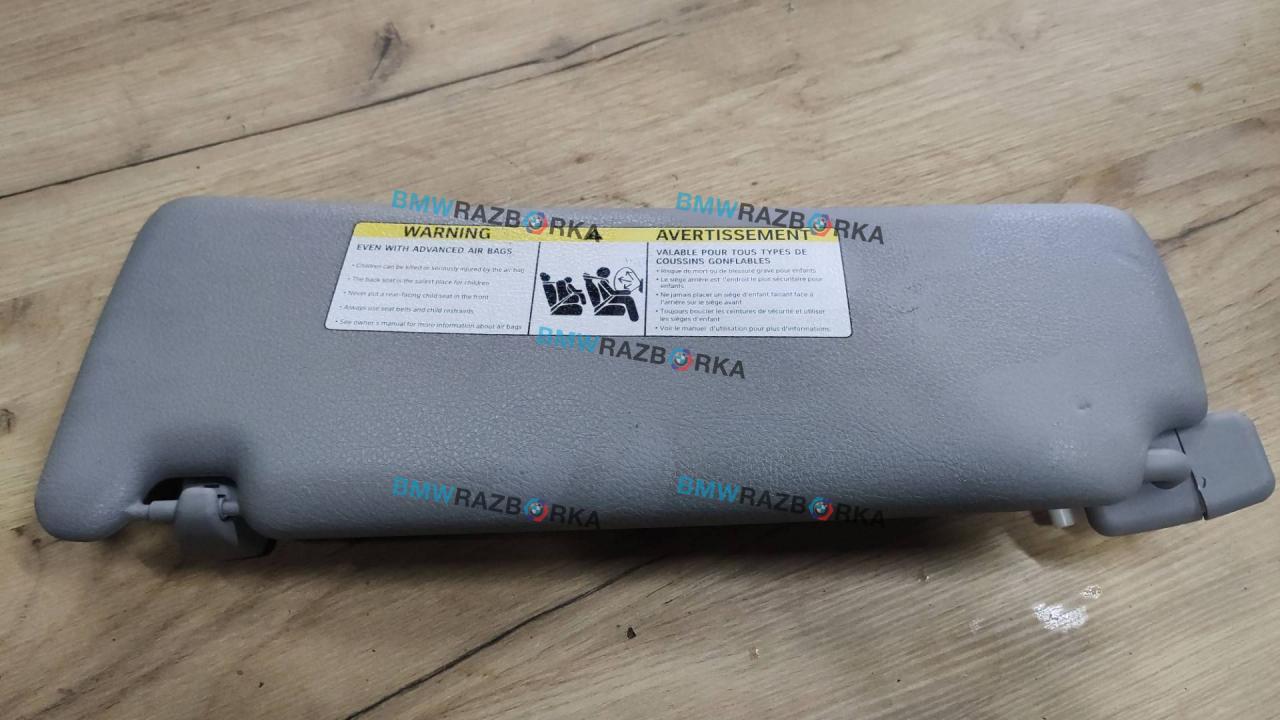 BMWRAZBORKA
BMWRAZBORKA
WARNING
EVEN WITH ADVANCED AIR BAGS
• Children can be killed or seriously injured by the air bag
• The back seat is the safest place for children
• Never put a rear-facing child seat in the front
• Always use seat belts and child restraints
• See owner's manual for more information about air bags
AVERTISSEMENT
VALABLE POUR TOUS TYPES DE
COUSSINS GONFLABLES
• Risque de mort ou de blessure grave pour enfants
• Le siège arrière est l'endroit le plus sécuritaire pour
enfants
• Ne jamais placer un siège d'enfant faisant face à
l'arrière sur le siège avant
• Toujours boucler les ceintures de sécurité et utiliser
les sièges d'enfant
• Voir le manuel d'utilisation pour plus d'informations
BMWRAZBORKA
BMWRAZBORKA
BMWRAZBORKA